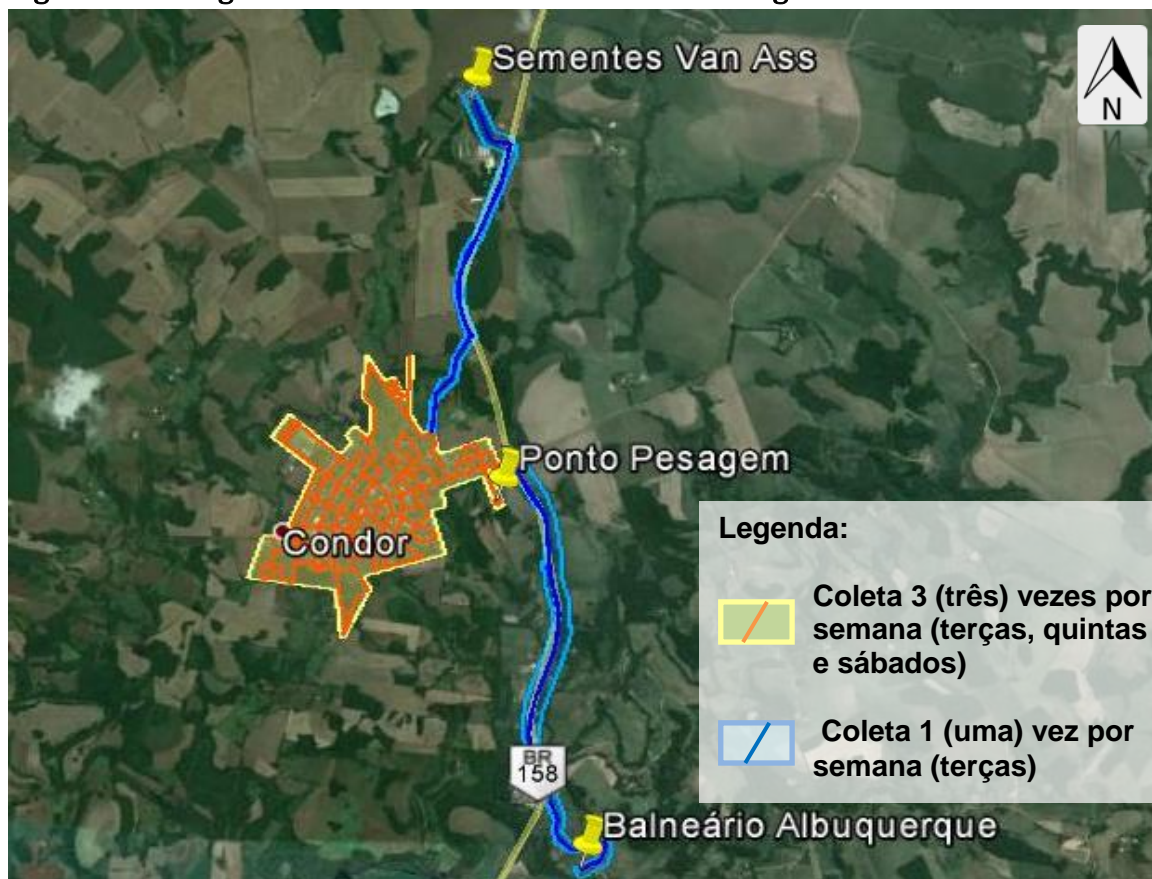 Sementes Van Ass
N
Ponto Pesagem
Condor
Legenda:
Coleta 3 (três) vezes por
semana (terças, quintas
e sábados)
Coleta 1 (uma) vez por
semana (terças)
BR
158
Balneário Albuquerque